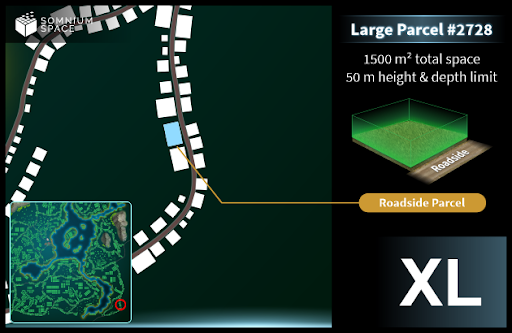 SOMNIUM
SPACE
Large Parcel #2728
1500 m² total space
50 m height & depth limit
Roadside
Roadside Parcel
XL